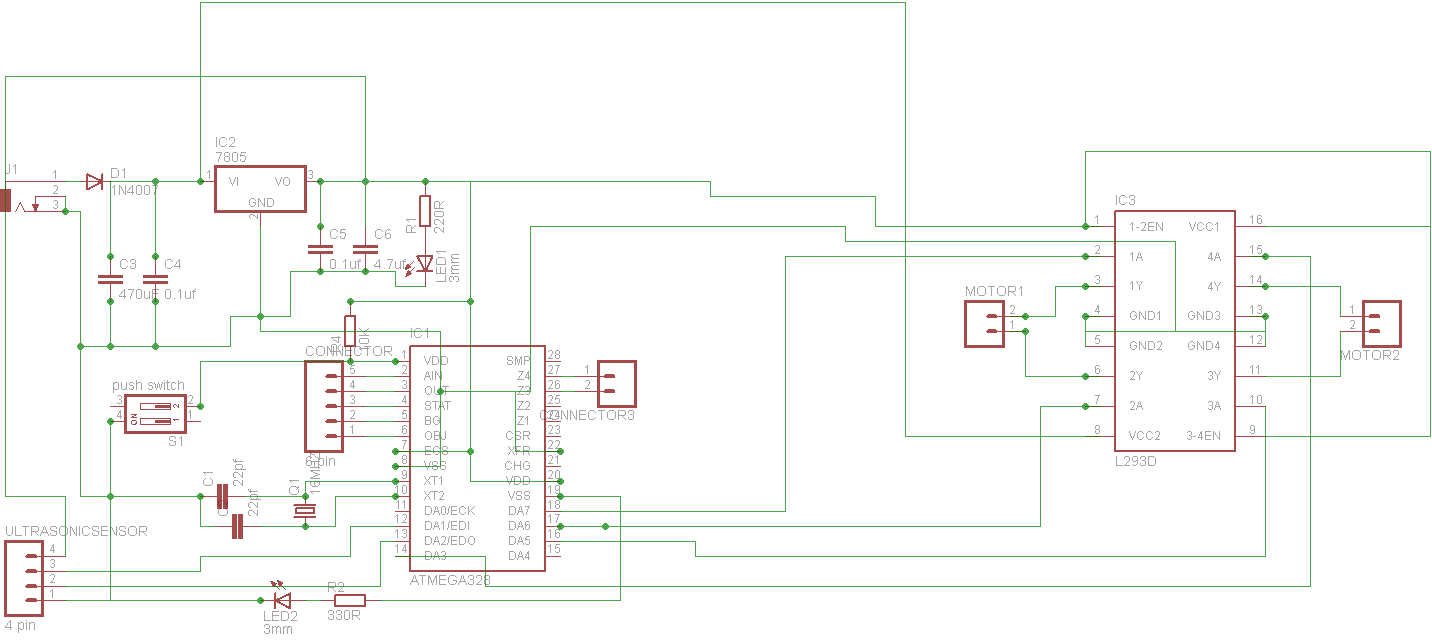 J1
1
2
3
D1
1N4007
IC2
7805
1
VI
VO
3
GND
2
C3
470uF
C4
0.1uf
C5
0.1uf
C6
4.7uf
R1
220R
LED1
3mm
R4
10K
push switch
3
4
2
1
ON
1
2
S1
CONNECTOR
5
4
3
2
1
6 pin
C1
22pf
22pf
Q1
16MHz
IC1
1 VDD SMP 28
2 AIN Z4 27
3 OUT Z3 26
4 STAT Z2 25
5 BG Z1 24
6 OBJ CSR 23
7 EOS XFR 22
8 VSS CHG 21
9 XT1 VDD 20
10 XT2 VSS 19
11 DA0/ECK DA7 18
12 DA1/EDI DA6 17
13 DA2/EDO DA5 16
14 DA3 DA4 15
ATMEGA328
1
2
CONNECTOR3
ULTRASONICSENSOR
4
3
2
1
4 pin
LED2
3mm
R2
330R
MOTOR1
2
1
IC3
1 1-2EN VCC1 16
2 1A 4A 15
3 1Y 4Y 14
4 GND1 GND3 13
5 GND2 GND4 12
6 2Y 3Y 11
7 2A 3A 10
8 VCC2 3-4EN 9
L293D
1
2
MOTOR2